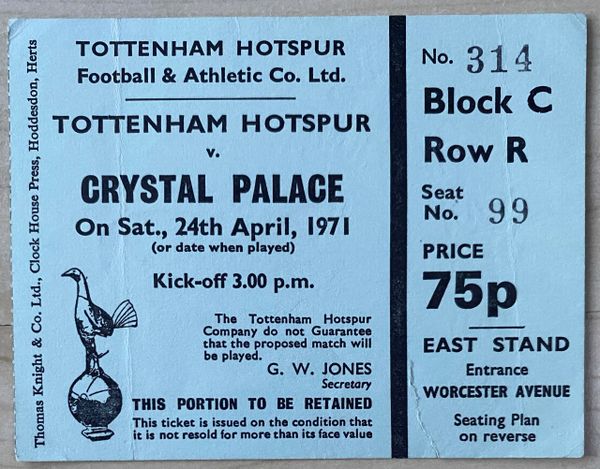 Thomas Knight & Co. Ltd., Clock House Press, Hoddesdon, Herts
TOTTENHAM HOTSPUR
Football & Athletic Co. Ltd.
TOTTENHAM HOTSPUR
v.
CRYSTAL PALACE
On Sat., 24th April, 1971
(or date when played)
Kick-off 3.00 p.m.
The Tottenham Hotspur
Company do not Guarantee
that the proposed match will
be played.
G. W. JONES
Secretary
THIS PORTION TO BE RETAINED
This ticket is issued on the condition that
it is not resold for more than its face value
No. 314
Block C
Row R
Seat
No. 99
PRICE
75p
EAST STAND
Entrance
WORCESTER AVENUE
Seating Plan
on reverse